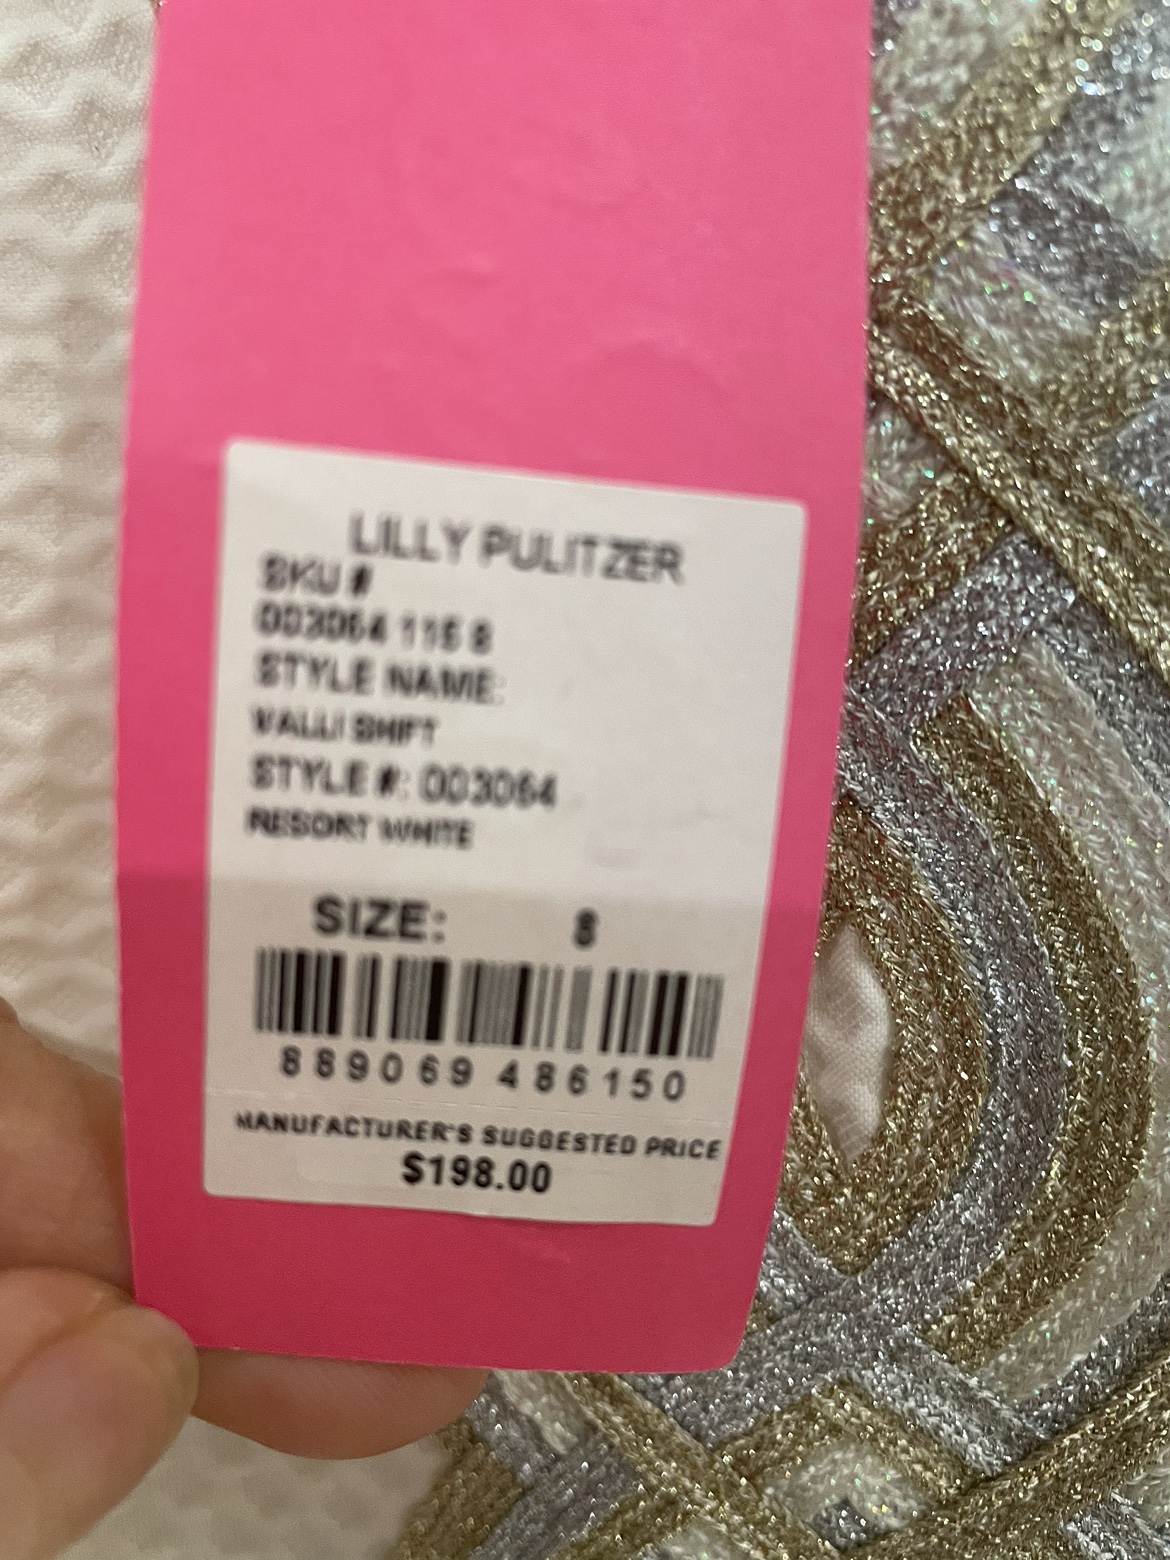 LILLY PULITZER
SKU #
003064 115 8
STYLE NAME:
VALLI SHIFT
STYLE #: 003064
RESORT WHITE
SIZE: 8
889069 486150
MANUFACTURER'S SUGGESTED PRICE
$198.00